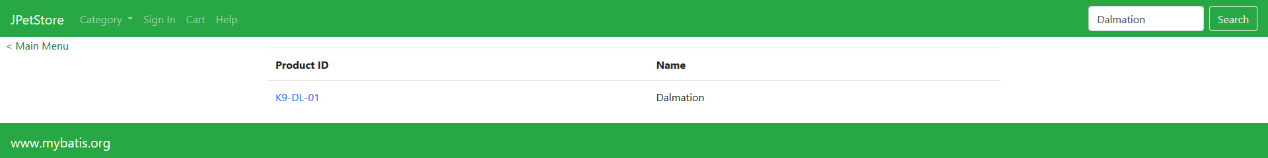 JPetStore Category Sign In Cart Help Dalmation Search
< Main Menu
Product ID Name
K9-DL-01 Dalmation
www.mybatis.org